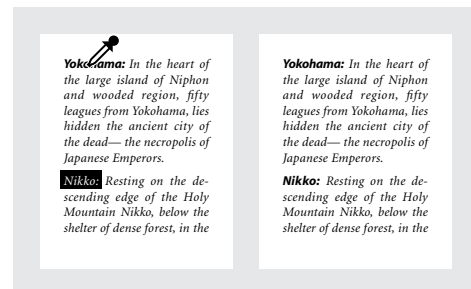 Yokohama: In the heart of
the large island of Niphon
and wooded region, fifty
leagues from Yokohama, lies
hidden the ancient city of
the dead— the necropolis of
Japanese Emperors.
Nikko: Resting on the de-
scending edge of the Holy
Mountain Nikko, below the
shelter of dense forest, in the
Yokohama: In the heart of
the large island of Niphon
and wooded region, fifty
leagues from Yokohama, lies
hidden the ancient city of
the dead— the necropolis of
Japanese Emperors.
Nikko: Resting on the de-
scending edge of the Holy
Mountain Nikko, below the
shelter of dense forest, in the